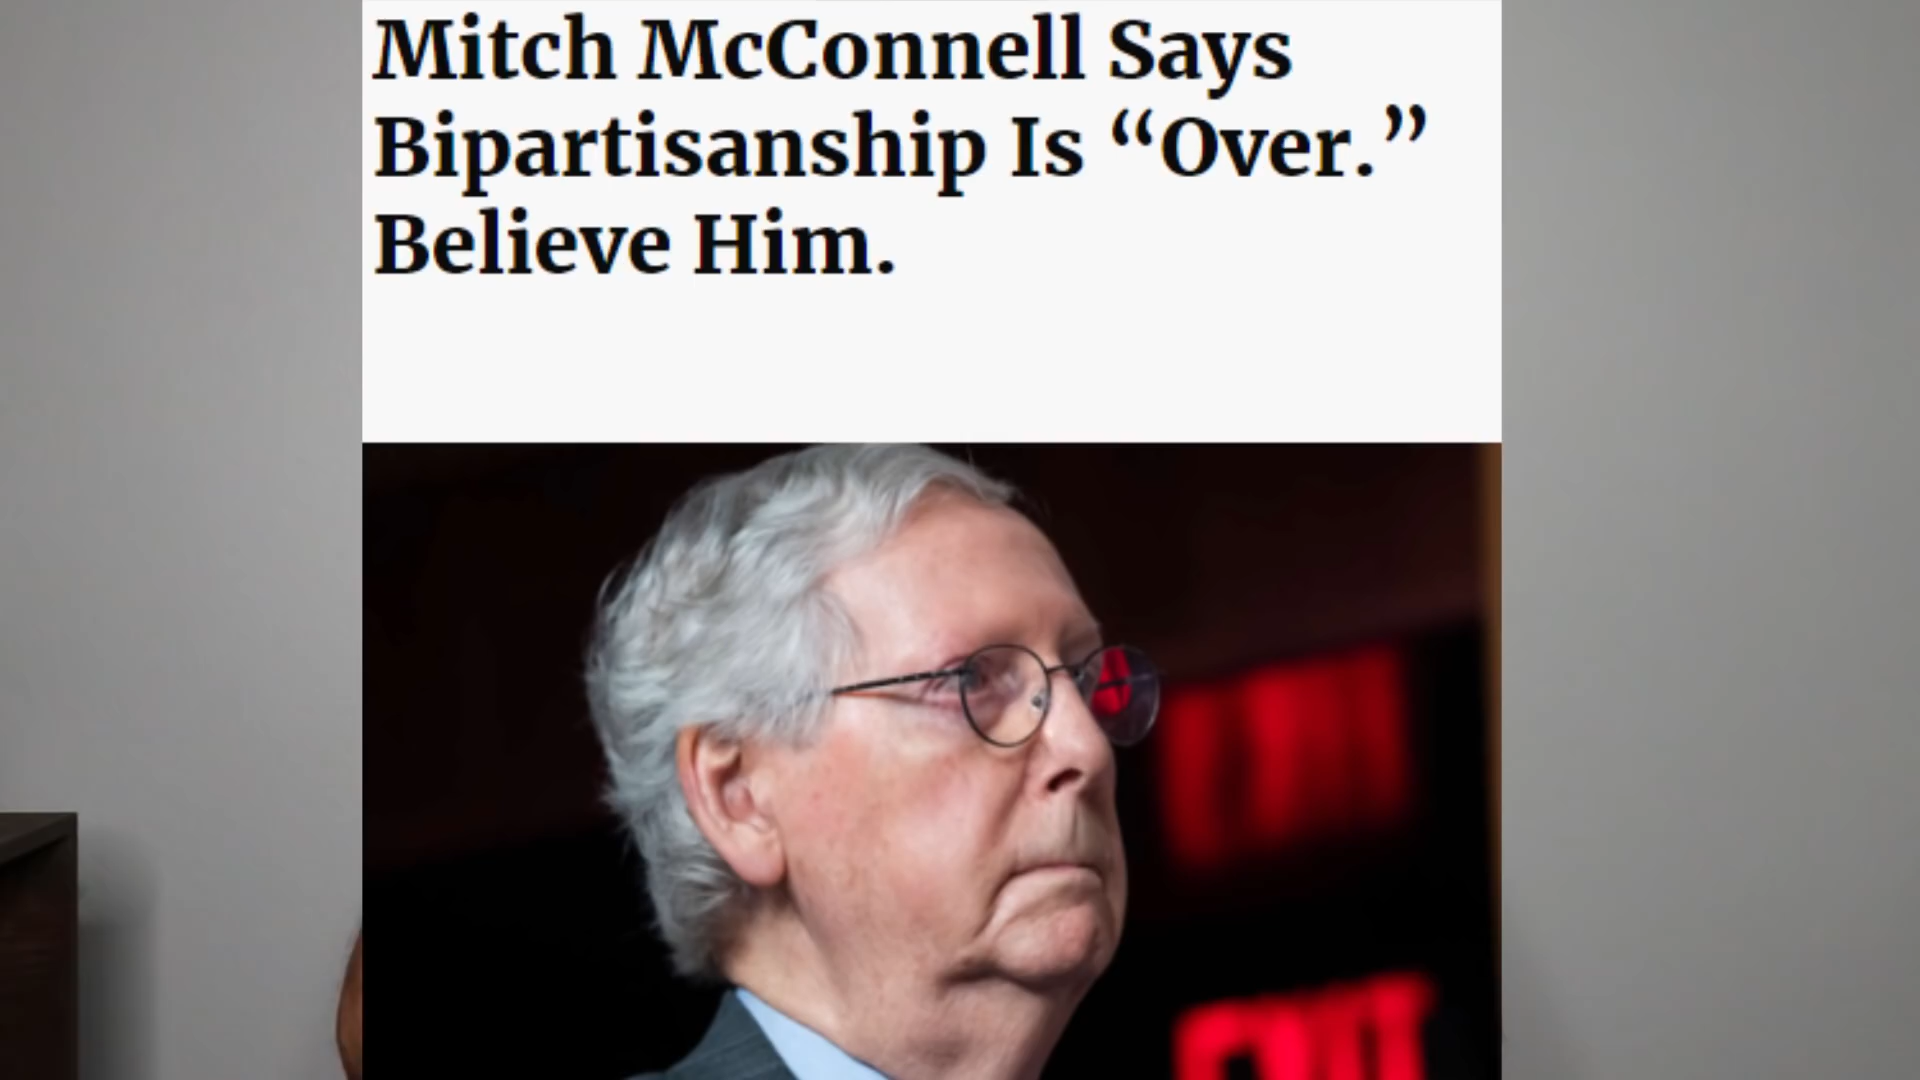 Mitch McConnell Says
Bipartisanship Is “Over.”
Believe Him.